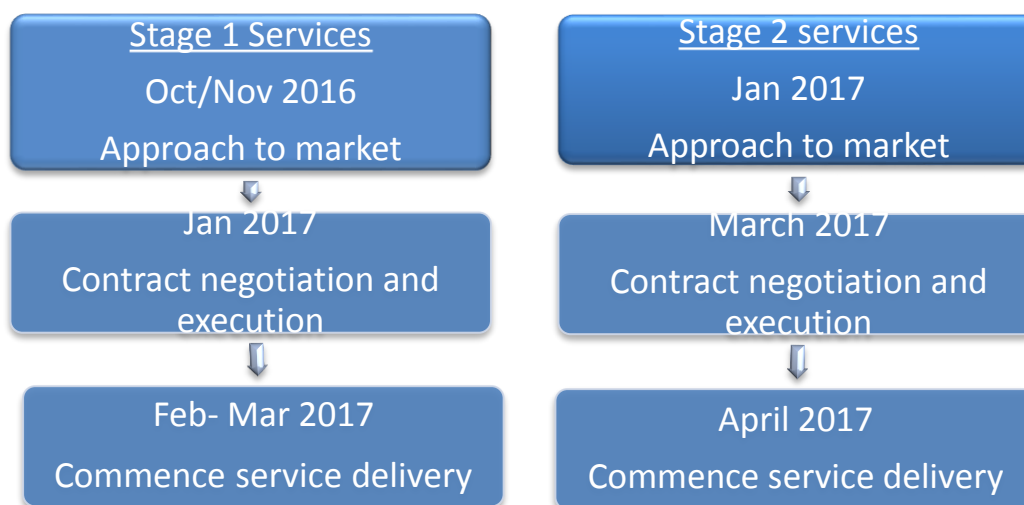 Stage 1 Services
Oct/Nov 2016
Approach to market
Jan 2017
Contract negotiation and
execution
Feb- Mar 2017
Commence service delivery
Stage 2 services
Jan 2017
Approach to market
March 2017
Contract negotiation and
execution
April 2017
Commence service delivery